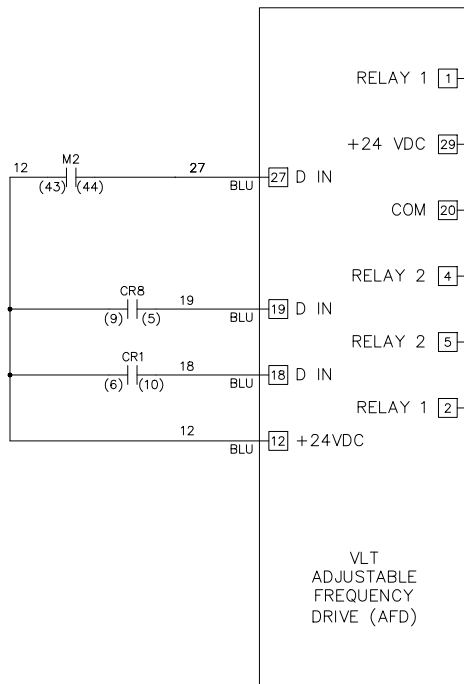 RELAY 1 1
+24 VDC 29
M2
12 27
(43) (44) BLU 27 D IN
COM 20
RELAY 2 4
CR8
19
(9) (5) BLU 19 D IN
RELAY 2 5
CR1
18
(6) (10) BLU 18 D IN
RELAY 1 2
12
BLU 12 +24VDC
VLT
ADJUSTABLE
FREQUENCY
DRIVE (AFD)